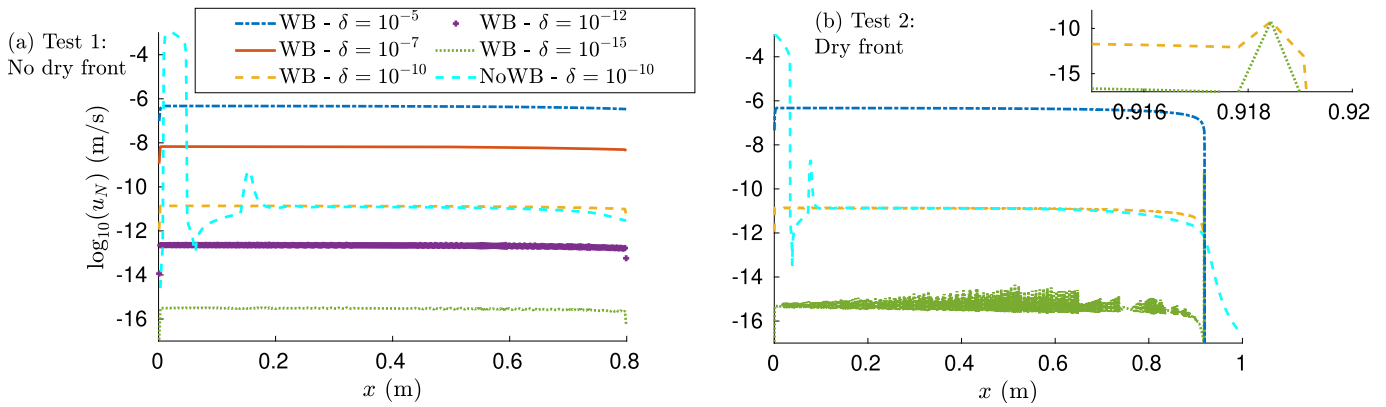 (a) Test 1:
No dry front
WB - δ = 10⁻⁵
WB - δ = 10⁻⁷
WB - δ = 10⁻¹⁰
WB - δ = 10⁻¹²
WB - δ = 10⁻¹⁵
NoWB - δ = 10⁻¹⁰
log₁₀(u_N) (m/s)
-4
-6
-8
-10
-12
-14
-16
0
0.2
0.4
0.6
0.8
x (m)
(b) Test 2:
Dry front
-10
-15
0.916
0.918
0.92
-4
-6
-8
-10
-12
-14
-16
0
0.2
0.4
0.6
0.8
1
x (m)